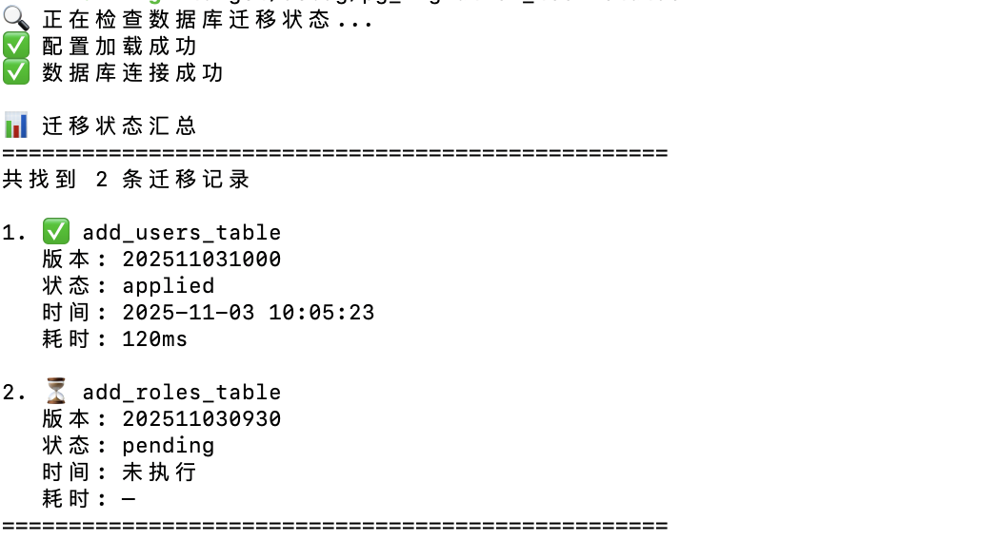 🔍 正在检查数据库迁移状态...
✅ 配置加载成功
✅ 数据库连接成功
📊 迁移状态汇总
==================================================
共找到 2 条迁移记录
1. ✅ add_users_table
版本: 202511031000
状态: applied
时间: 2025-11-03 10:05:23
耗时: 120ms
2. ⏳ add_roles_table
版本: 202511030930
状态: pending
时间: 未执行
耗时: —
==================================================